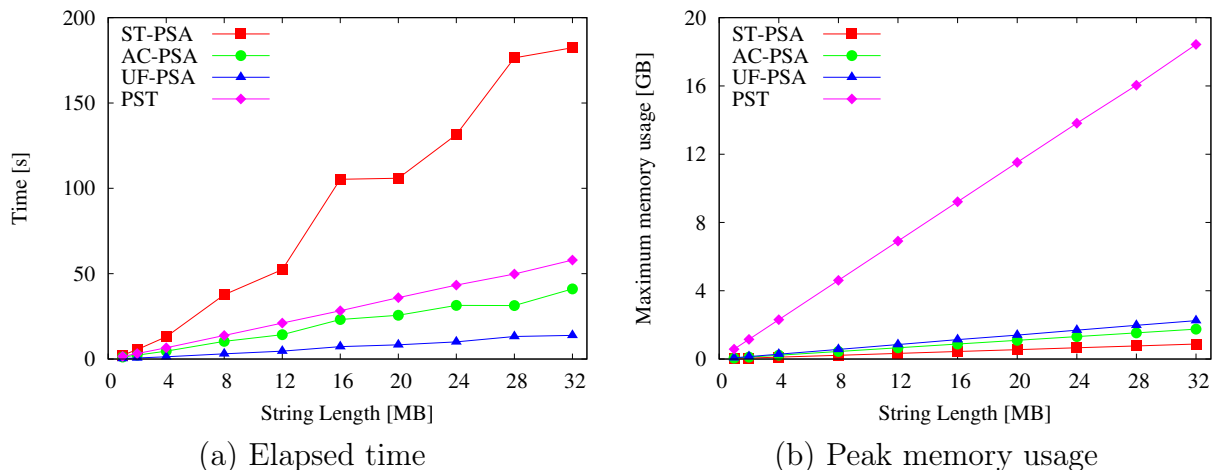 200
150
100
50
0
Time [s]
ST-PSA
AC-PSA
UF-PSA
PST
0 4 8 12 16 20 24 28 32
String Length [MB]
(a) Elapsed time
20
16
12
8
4
0
Maximum memory usage [GB]
ST-PSA
AC-PSA
UF-PSA
PST
0 4 8 12 16 20 24 28 32
String Length [MB]
(b) Peak memory usage